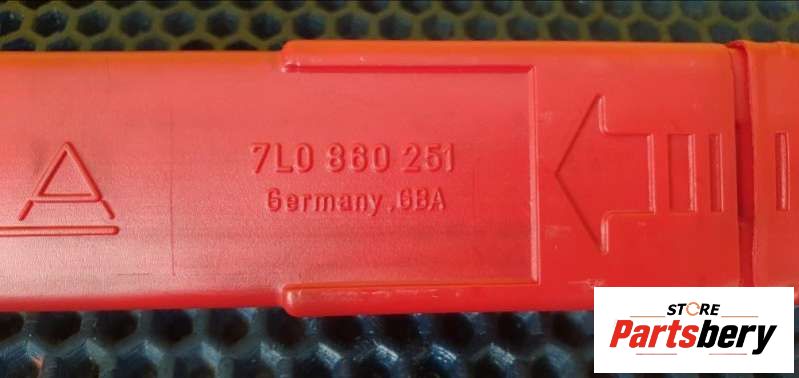 7L0 860 251
Germany, GBA
STORE
Partsbery